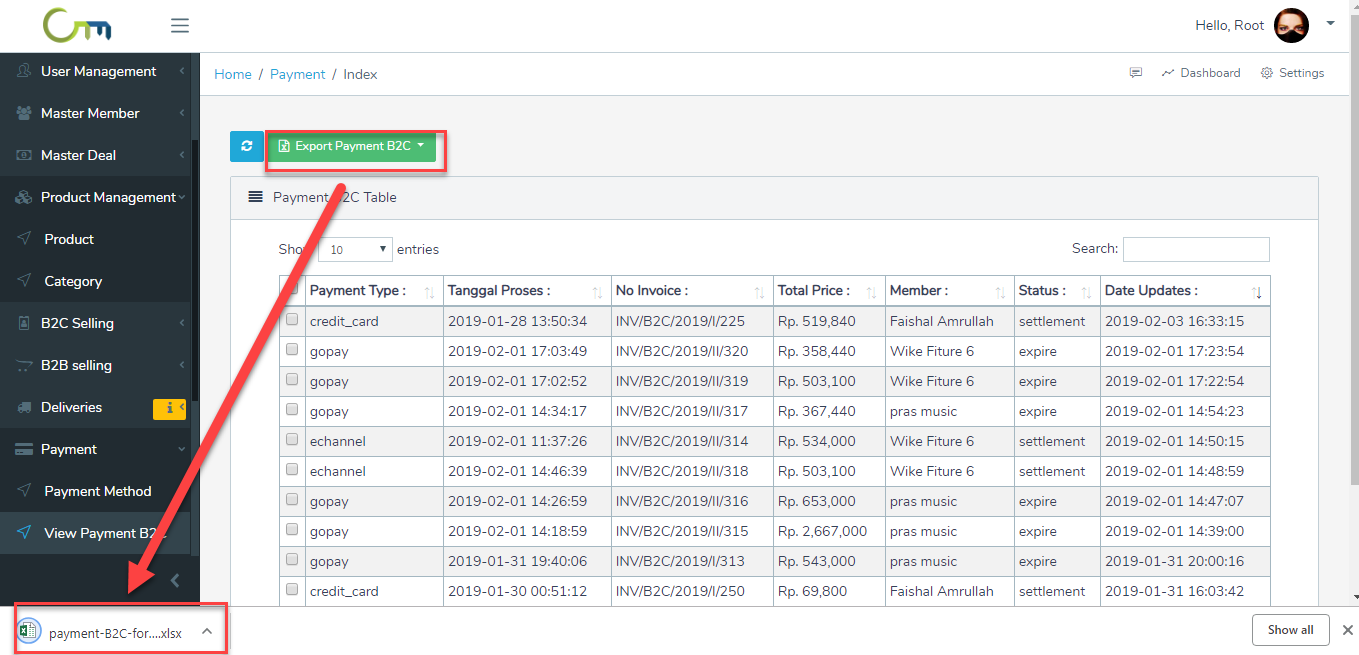 Crm
Hello, Root
User Management
Master Member
Master Deal
Product Management
Product
Category
B2C Selling
B2B selling
Deliveries
Payment
Payment Method
View Payment B2C
Home / Payment / Index
Dashboard
Settings
Export Payment B2C
Payment B2C Table
Show 10 entries
Search:
Payment Type : Tanggal Proses : No Invoice : Total Price : Member : Status : Date Updates :
credit_card 2019-01-28 13:50:34 INV/B2C/2019/I/225 Rp. 519,840 Faishal Amrullah settlement 2019-02-03 16:33:15
gopay 2019-02-01 17:03:49 INV/B2C/2019/II/320 Rp. 358,440 Wike Fiture 6 expire 2019-02-01 17:23:54
gopay 2019-02-01 17:02:52 INV/B2C/2019/II/319 Rp. 503,100 Wike Fiture 6 expire 2019-02-01 17:22:54
gopay 2019-02-01 14:34:17 INV/B2C/2019/II/317 Rp. 367,440 pras music expire 2019-02-01 14:54:23
echannel 2019-02-01 11:37:26 INV/B2C/2019/II/314 Rp. 534,000 Wike Fiture 6 settlement 2019-02-01 14:50:15
echannel 2019-02-01 14:46:39 INV/B2C/2019/II/318 Rp. 503,100 Wike Fiture 6 settlement 2019-02-01 14:48:59
gopay 2019-02-01 14:26:59 INV/B2C/2019/II/316 Rp. 653,000 pras music expire 2019-02-01 14:47:07
gopay 2019-02-01 14:18:59 INV/B2C/2019/II/315 Rp. 2,667,000 pras music expire 2019-02-01 14:39:00
gopay 2019-01-31 19:40:06 INV/B2C/2019/I/313 Rp. 543,000 pras music expire 2019-01-31 20:00:16
credit_card 2019-01-30 00:51:12 INV/B2C/2019/I/250 Rp. 69,800 Faishal Amrullah settlement 2019-01-31 16:03:42
payment-B2C-for....xlsx
Show all